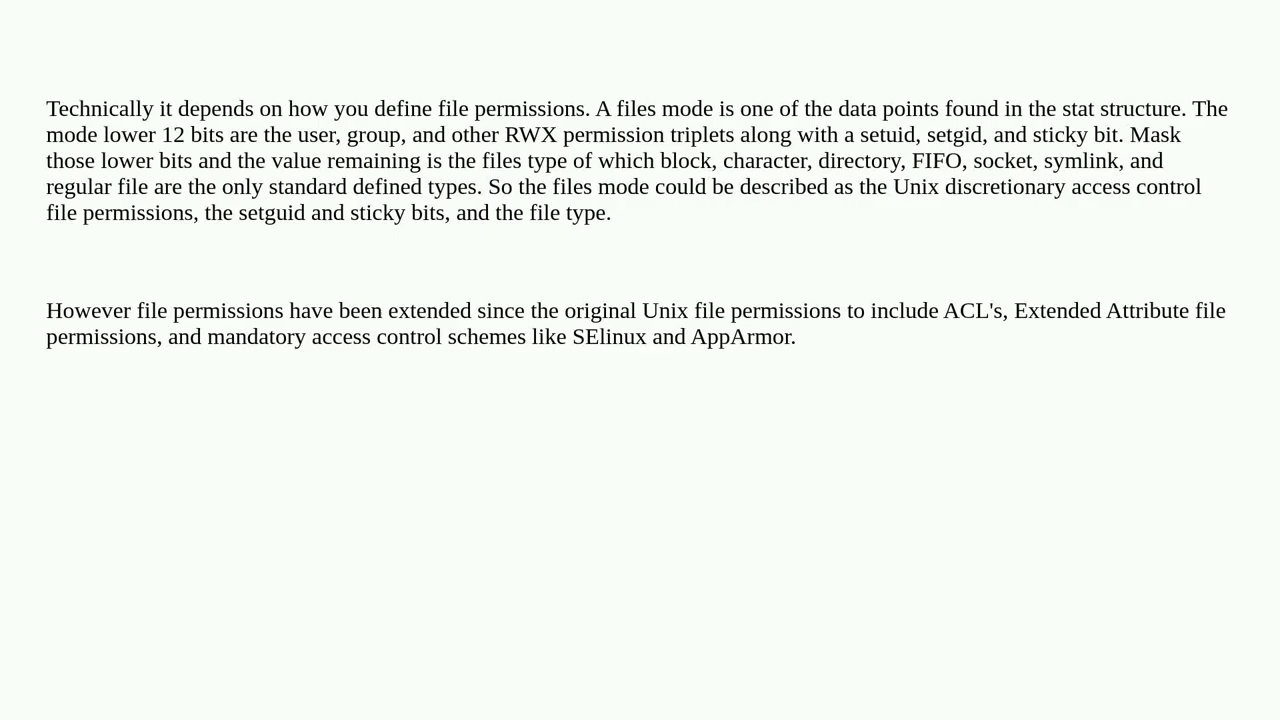 Technically it depends on how you define file permissions. A files mode is one of the data points found in the stat structure. The
mode lower 12 bits are the user, group, and other RWX permission triplets along with a setuid, setgid, and sticky bit. Mask
those lower bits and the value remaining is the files type of which block, character, directory, FIFO, socket, symlink, and
regular file are the only standard defined types. So the files mode could be described as the Unix discretionary access control
file permissions, the setguid and sticky bits, and the file type.
However file permissions have been extended since the original Unix file permissions to include ACL's, Extended Attribute file
permissions, and mandatory access control schemes like SElinux and AppArmor.